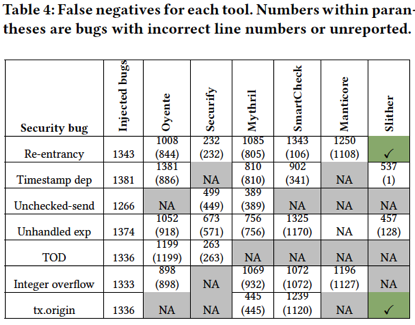 Table 4: False negatives for each tool. Numbers within paran-
theses are bugs with incorrect line numbers or unreported.
Security bug Injected bugs Oyente Securify Mythril SmartCheck Manticore Slither
Re-entrancy 1343 1008 (844) 232 (232) 1085 (805) 1343 (106) 1250 (1108) ✓
Timestamp dep 1381 1381 (886) NA 810 (810) 902 (341) NA 537 (1)
Unchecked-send 1266 NA 499 (449) 389 (389) NA NA NA
Unhandled exp 1374 1052 (918) 673 (571) 756 (756) 1325 (1170) NA 457 (128)
TOD 1336 1199 (1199) 263 (263) NA NA NA NA
Integer overflow 1333 898 (898) NA 1069 (932) 1072 (1072) 1196 (1127) NA
tx.origin 1336 NA NA 445 (445) 1239 (1120) NA ✓